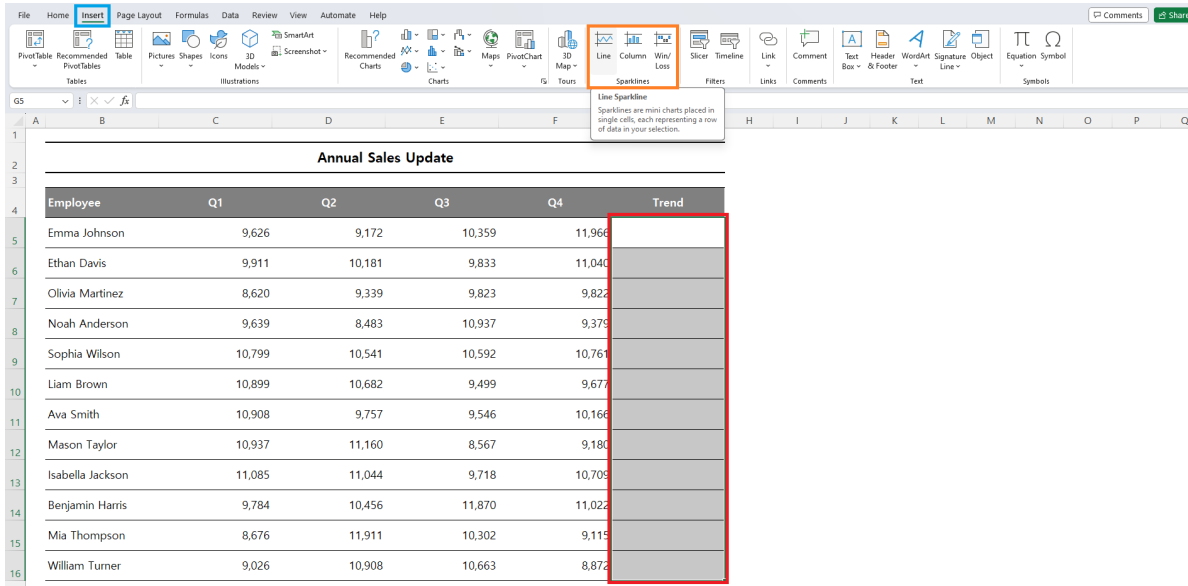 File Home Insert Page Layout Formulas Data Review View Automate Help Comments Share
PivotTable Recommended PivotTables Table
Pictures Shapes Icons 3D Models SmartArt Screenshot
Recommended Charts Maps PivotChart 3D Map
Line Column Win/Loss Slicer Timeline Link Comment
Text Box Header & Footer WordArt Signature Line Object Equation Symbol
Tables Illustrations Charts Tours Sparklines Filters Links Comments Text Symbols
G5 fx
Line Sparkline
Sparklines are mini charts placed in
single cells, each representing a row
of data in your selection.
A B C D E F H I J K L M N O P Q
1
2 Annual Sales Update
3
4 Employee Q1 Q2 Q3 Q4 Trend
5 Emma Johnson 9,626 9,172 10,359 11,966
6 Ethan Davis 9,911 10,181 9,833 11,040
7 Olivia Martinez 8,620 9,339 9,823 9,822
8 Noah Anderson 9,639 8,483 10,937 9,379
9 Sophia Wilson 10,799 10,541 10,592 10,761
10 Liam Brown 10,899 10,682 9,499 9,677
11 Ava Smith 10,908 9,757 9,546 10,166
12 Mason Taylor 10,937 11,160 8,567 9,180
13 Isabella Jackson 11,085 11,044 9,718 10,709
14 Benjamin Harris 9,784 10,456 11,870 11,022
15 Mia Thompson 8,676 11,911 10,302 9,115
16 William Turner 9,026 10,908 10,663 8,872